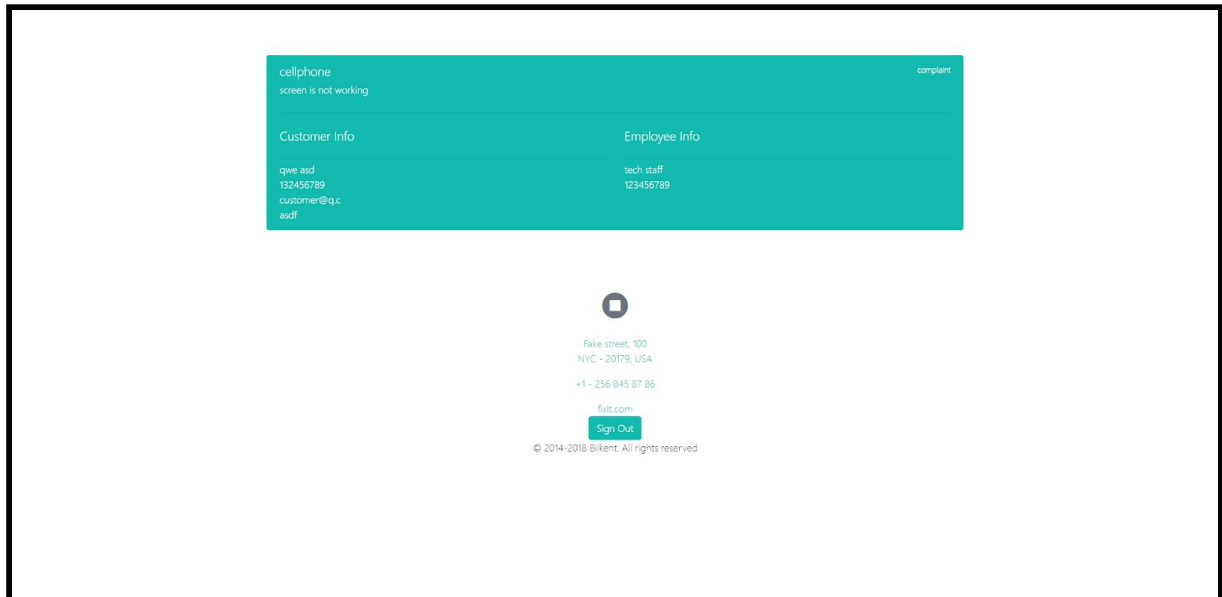 cellphone
complaint
screen is not working
Customer Info
Employee Info
qwe asd
132456789
customer@q.c
asdf
tech staff
123456789
Fake street, 100
NYC - 20179, USA
+1 - 256 845 87 86
fixit.com
Sign Out
© 2014-2018 Bilkent. All rights reserved